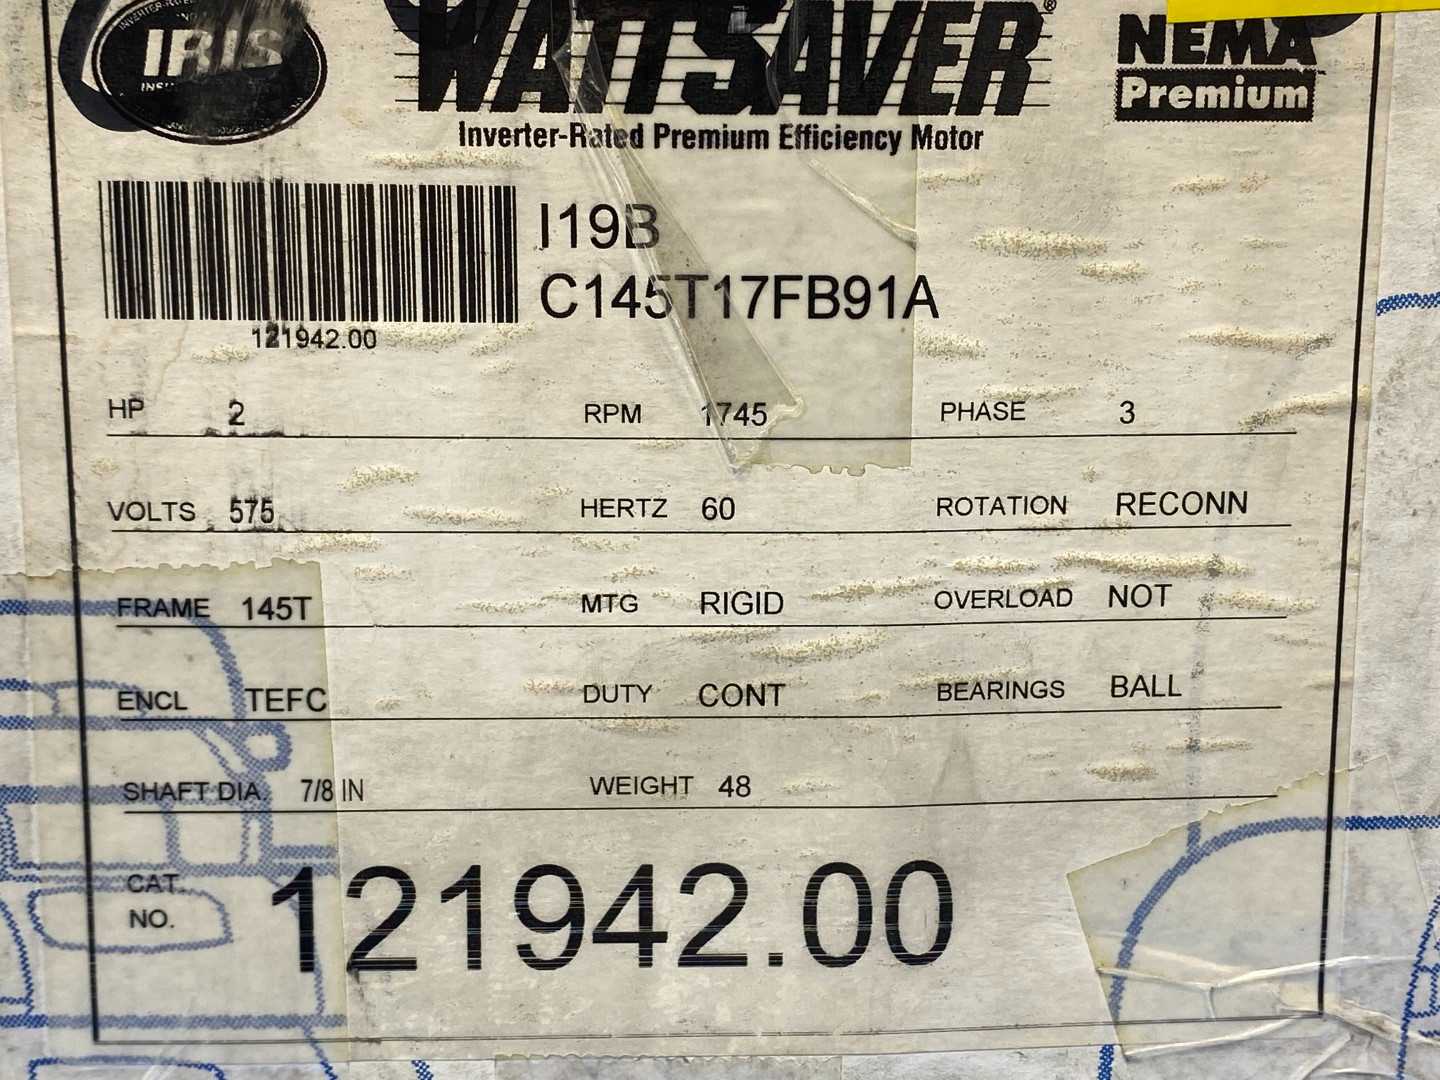 IRIS
WATTSAVER®
NEMA
Premium
Inverter-Rated Premium Efficiency Motor
I19B
C145T17FB91A
121942.00
HP 2 RPM 1745 PHASE 3
VOLTS 575 HERTZ 60 ROTATION RECONN
FRAME 145T MTG RIGID OVERLOAD NOT
ENCL TEFC DUTY CONT BEARINGS BALL
SHAFT DIA. 7/8 IN WEIGHT 48
CAT.
NO. 121942.00